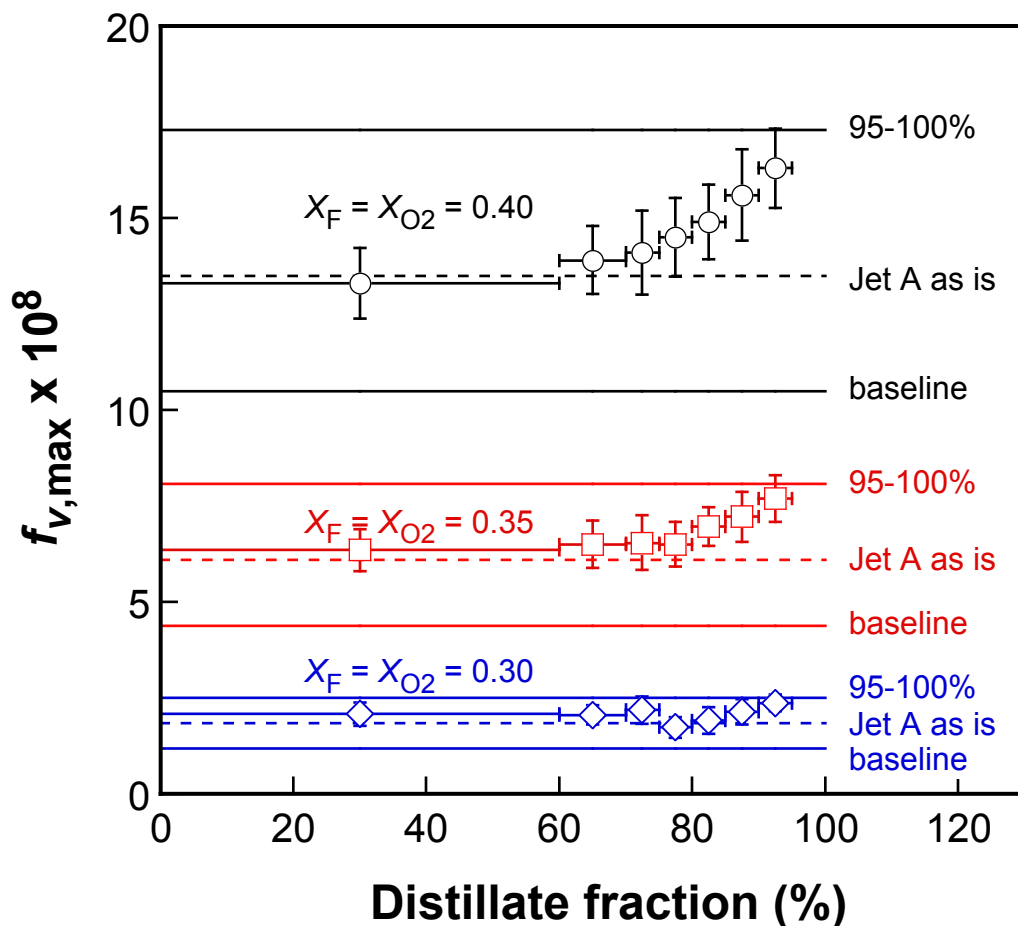 20
15
10
5
0
f_v,max x 10^8
95-100%
X_F = X_O2 = 0.40
Jet A as is
baseline
95-100%
X_F = X_O2 = 0.35
Jet A as is
baseline
X_F = X_O2 = 0.30
95-100%
Jet A as is
baseline
0 20 40 60 80 100 120
Distillate fraction (%)